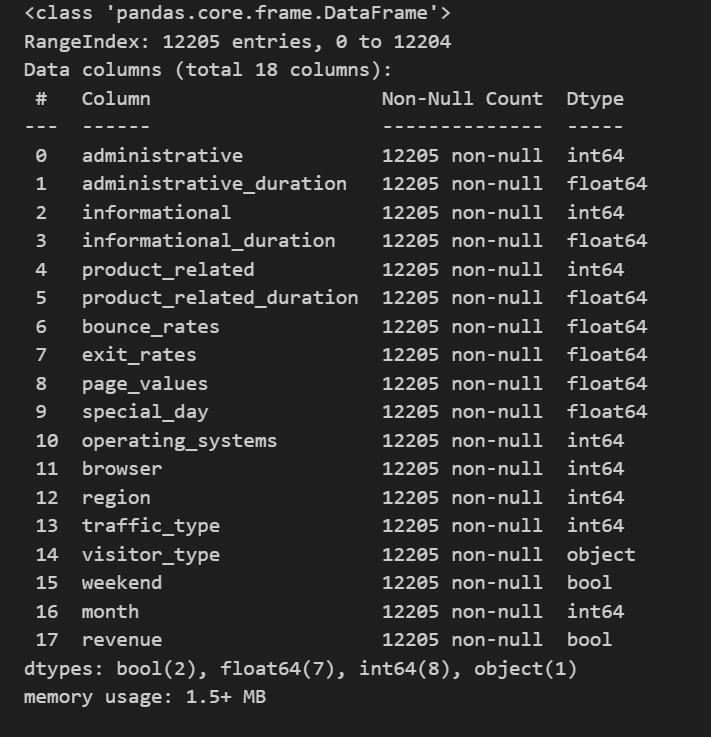 <class 'pandas.core.frame.DataFrame'>
RangeIndex: 12205 entries, 0 to 12204
Data columns (total 18 columns):
 #   Column                   Non-Null Count  Dtype
---  ------                   --------------  -----
 0   administrative           12205 non-null  int64
 1   administrative_duration  12205 non-null  float64
 2   informational            12205 non-null  int64
 3   informational_duration   12205 non-null  float64
 4   product_related          12205 non-null  int64
 5   product_related_duration 12205 non-null  float64
 6   bounce_rates             12205 non-null  float64
 7   exit_rates               12205 non-null  float64
 8   page_values              12205 non-null  float64
 9   special_day              12205 non-null  float64
 10  operating_systems        12205 non-null  int64
 11  browser                  12205 non-null  int64
 12  region                   12205 non-null  int64
 13  traffic_type             12205 non-null  int64
 14  visitor_type             12205 non-null  object
 15  weekend                  12205 non-null  bool
 16  month                    12205 non-null  int64
 17  revenue                  12205 non-null  bool
dtypes: bool(2), float64(7), int64(8), object(1)
memory usage: 1.5+ MB